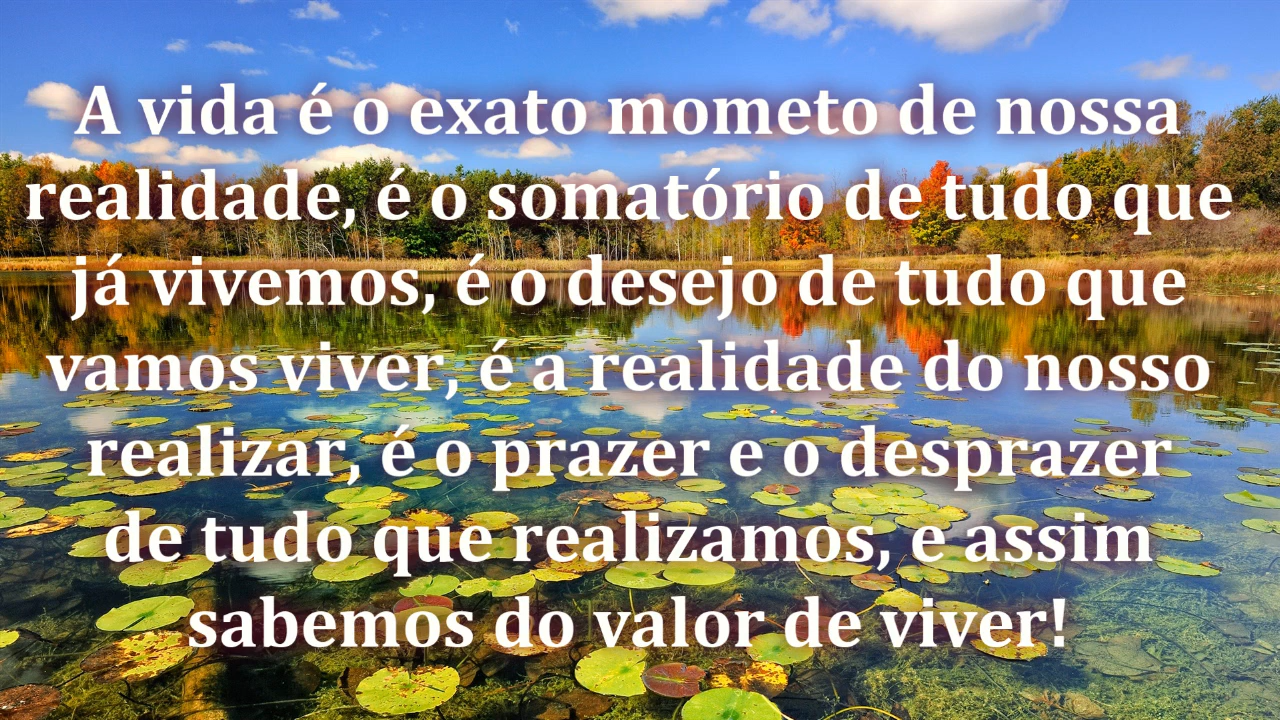 A vida é o exato mometo de nossa
realidade, é o somatório de tudo que
já vivemos, é o desejo de tudo que
vamos viver, é a realidade do nosso
realizar, é o prazer e o desprazer
de tudo que realizamos, e assim
sabemos do valor de viver!